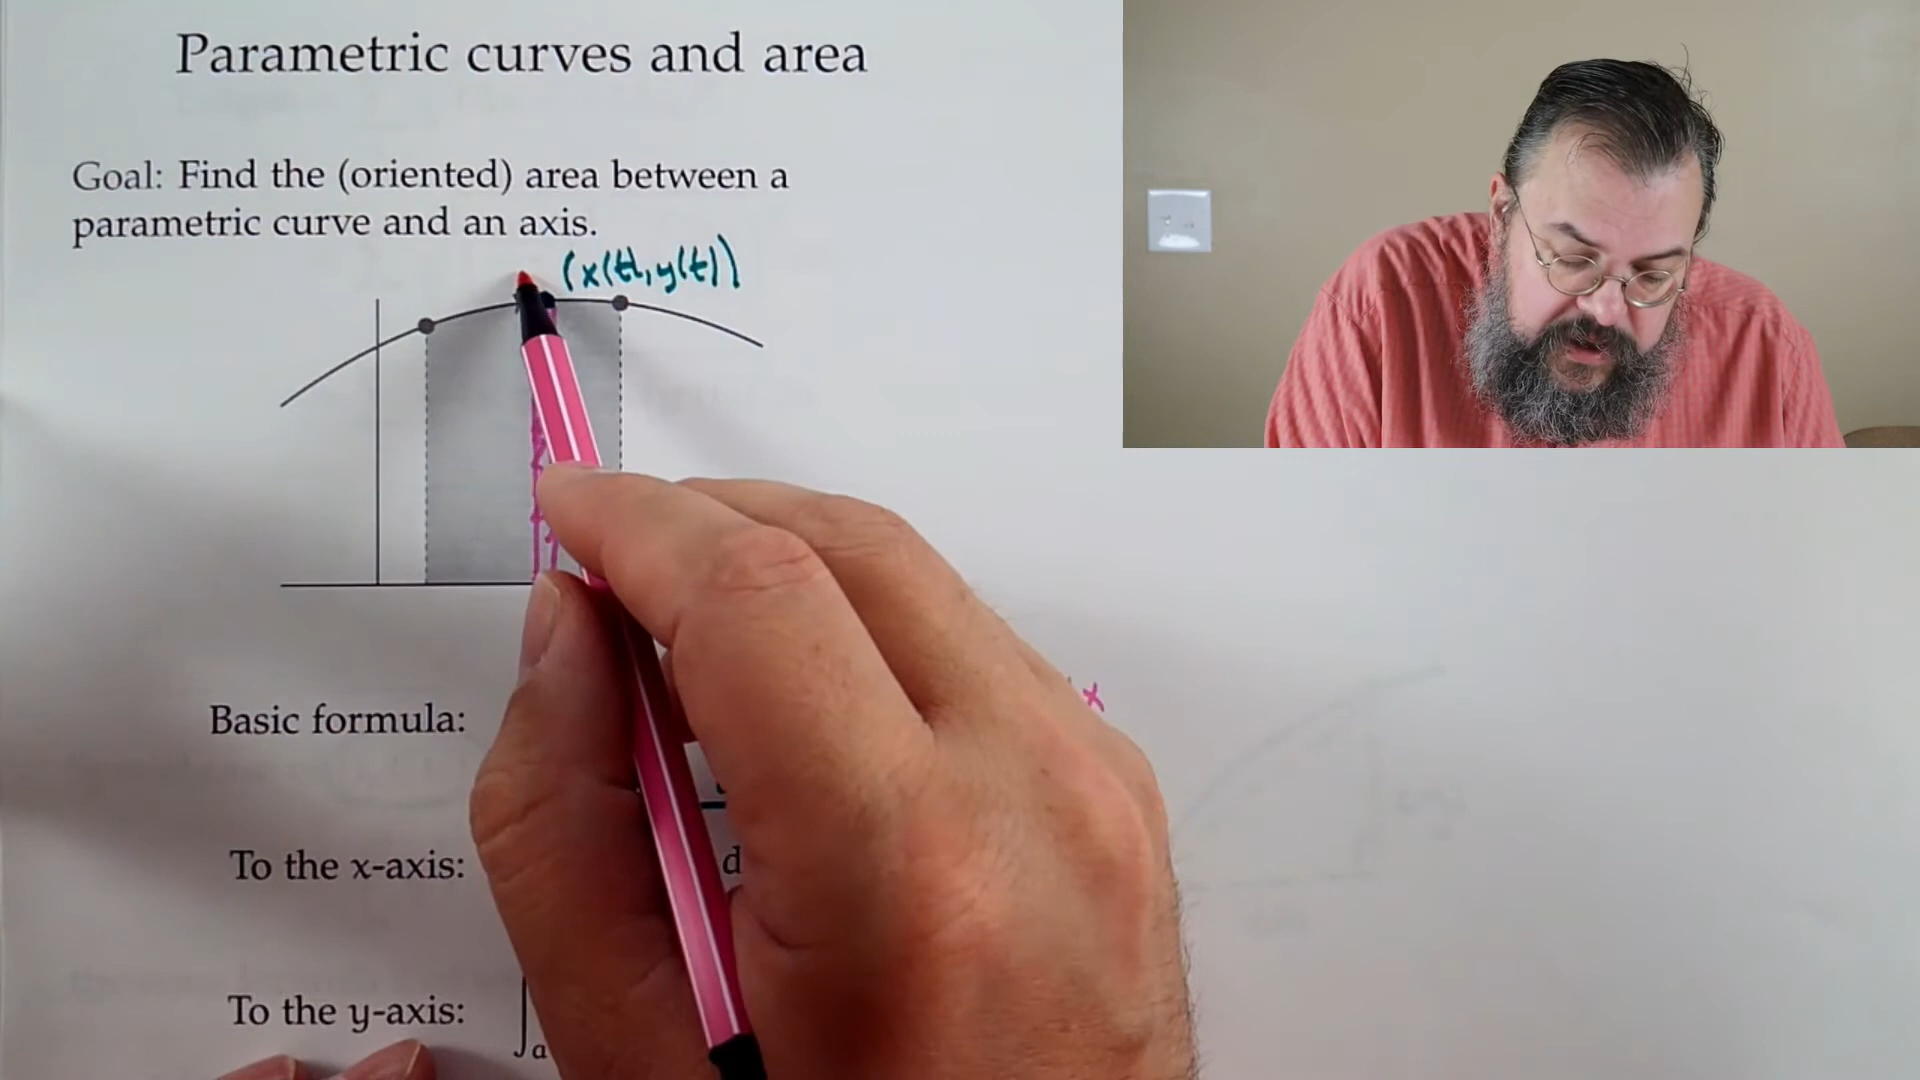 Parametric curves and area
Goal: Find the (oriented) area between a
parametric curve and an axis.
(x(t), y(t))
Basic formula:
x
To the x-axis:
d
To the y-axis:
∫a